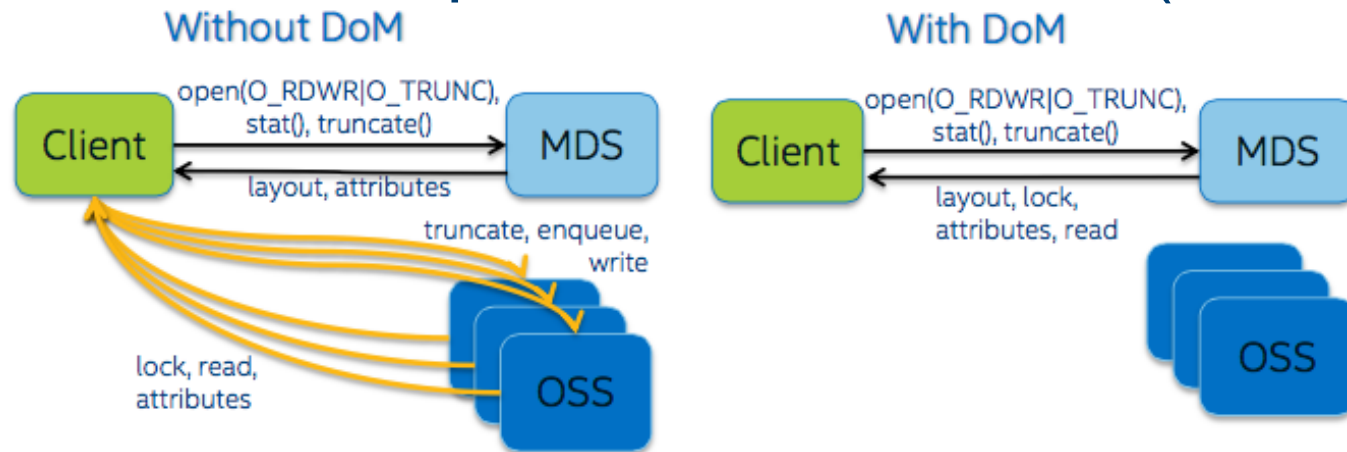 Without DoM
open(O_RDWR|O_TRUNC),
stat(), truncate()
Client
MDS
layout, attributes
truncate, enqueue,
write
lock, read,
attributes
OSS
With DoM
open(O_RDWR|O_TRUNC),
stat(), truncate()
Client
MDS
layout, lock,
attributes, read
OSS